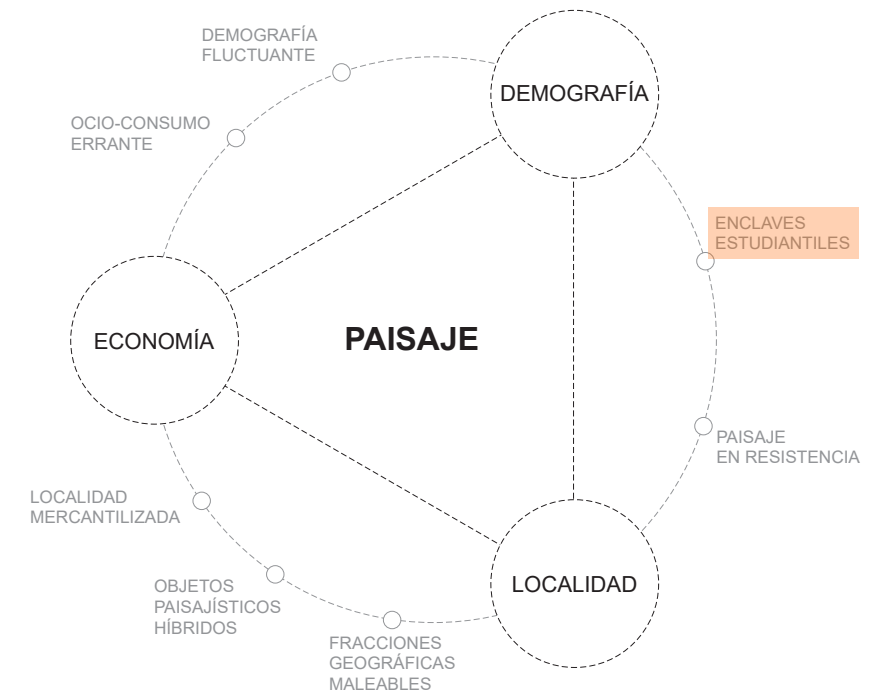 DEMOGRAFÍA
FLUCTUANTE
DEMOGRAFÍA
OCIO-CONSUMO
ERRANTE
ENCLAVES
ESTUDIANTILES
ECONOMÍA
PAISAJE
PAISAJE
EN RESISTENCIA
LOCALIDAD
MERCANTILIZADA
LOCALIDAD
OBJETOS
PAISAJÍSTICOS
HÍBRIDOS
FRACCIONES
GEOGRÁFICAS
MALEABLES